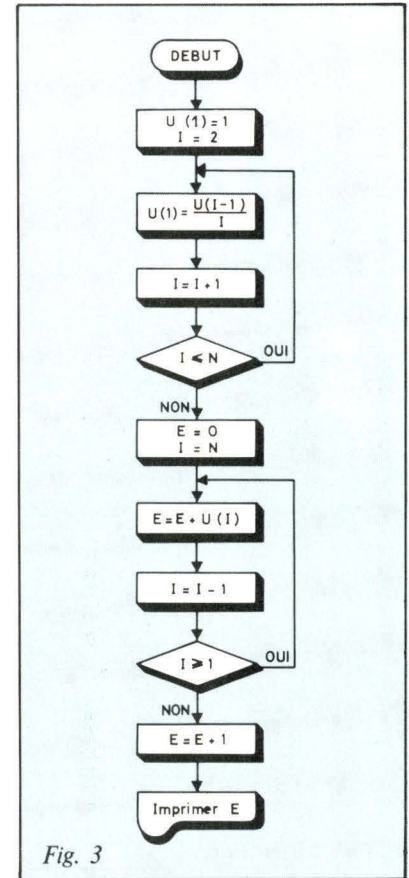 DEBUT
U (1) = 1
I = 2
U(1) = U(I-1)
I
I = I + 1
I ⩽ N
OUI
NON
E = 0
I = N
E = E + U (I)
I = I - 1
I ⩾ 1
OUI
NON
E = E + 1
Imprimer E
Fig. 3